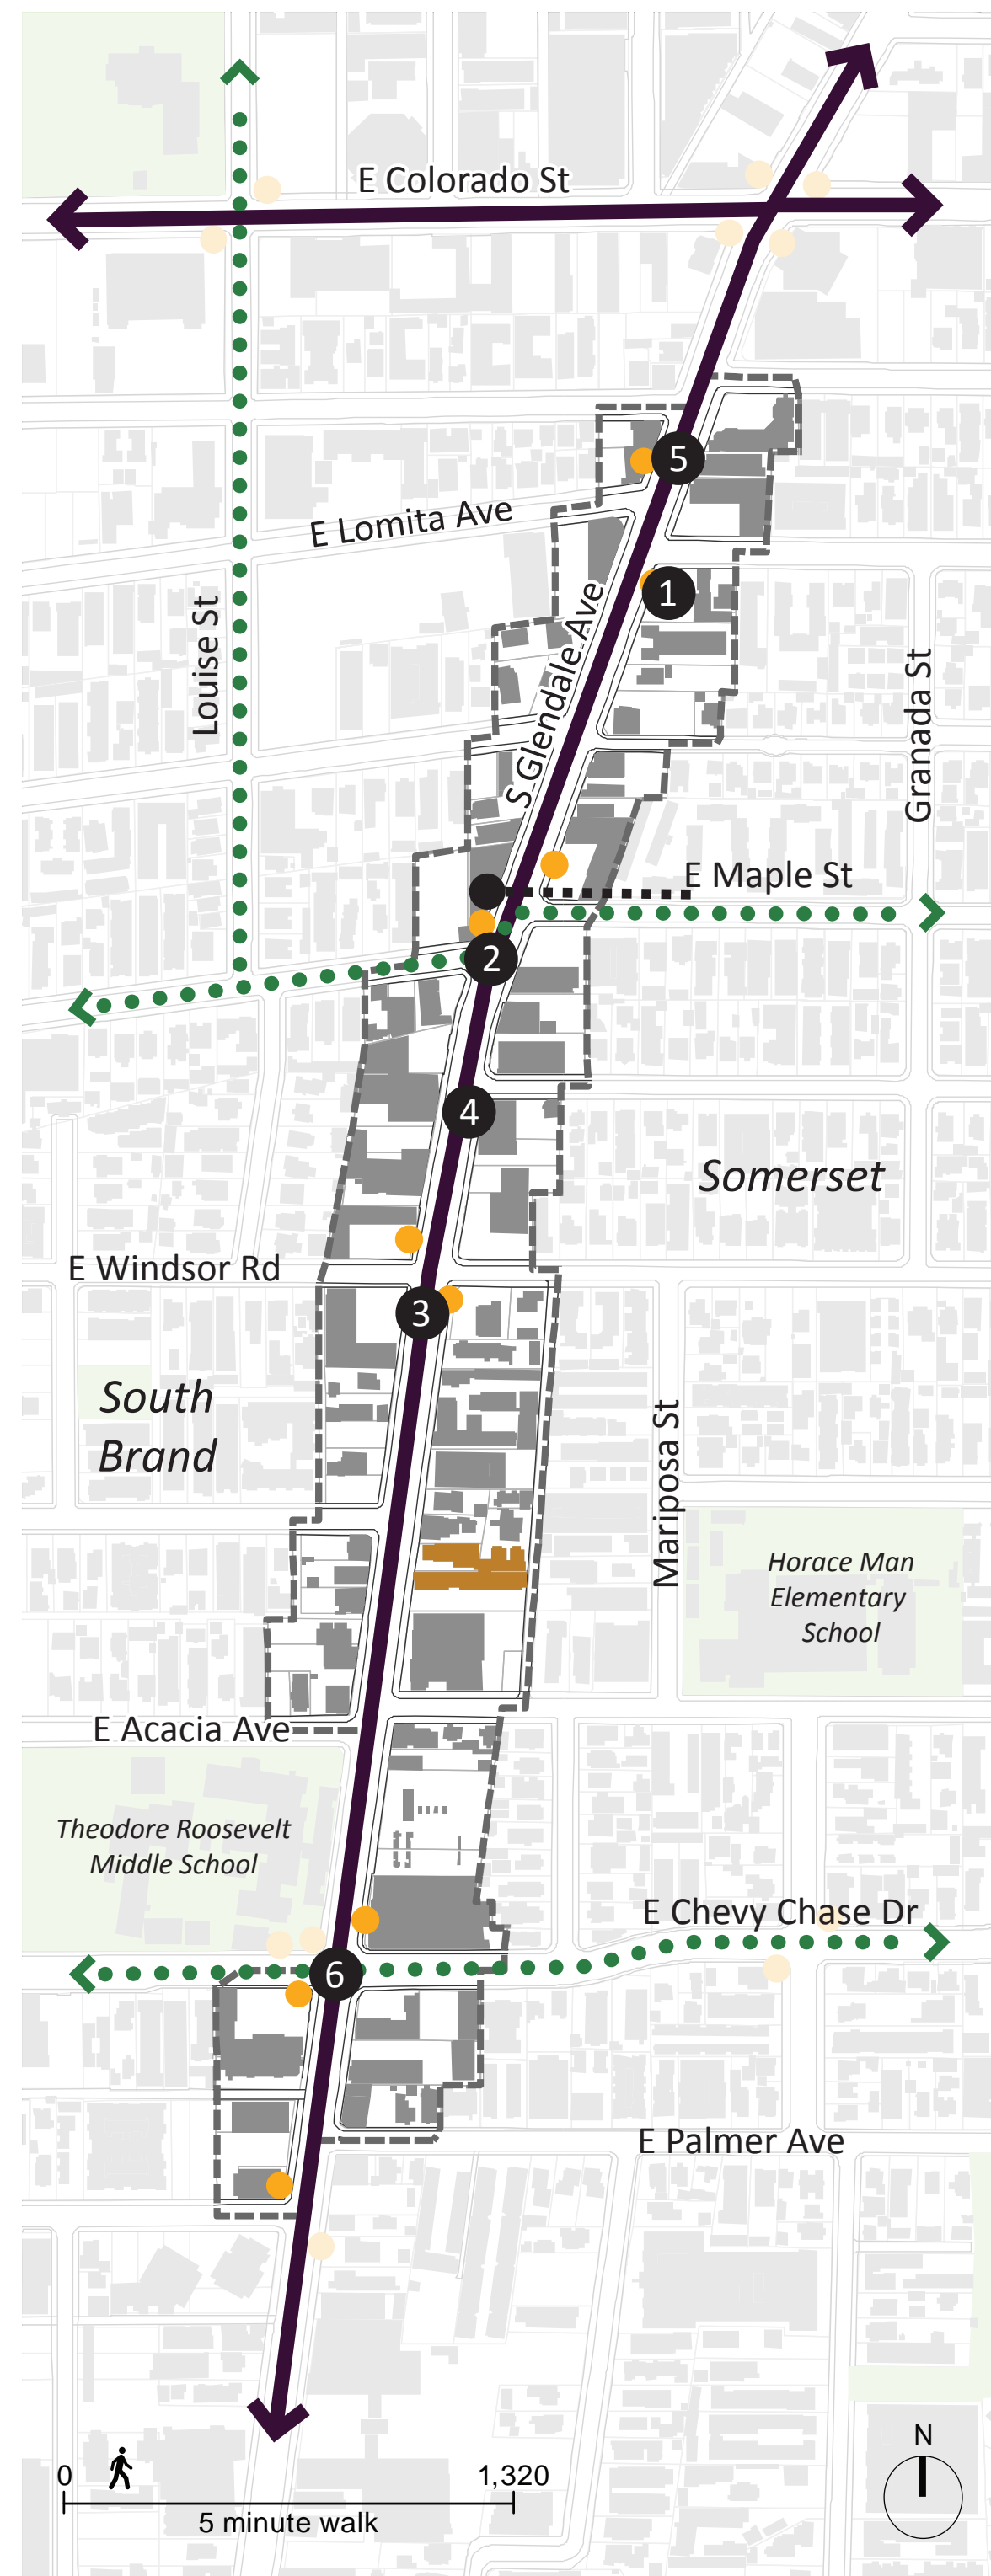 E Colorado St
5
E Lomita Ave
1
Louise St
S Glendale Ave
Granada St
E Maple St
2
4
Somerset
E Windsor Rd
3
South
Brand
Mariposa St
Horace Man
Elementary
School
E Acacia Ave
Theodore Roosevelt
Middle School
E Chevy Chase Dr
6
E Palmer Ave
N
0
1,320
5 minute walk